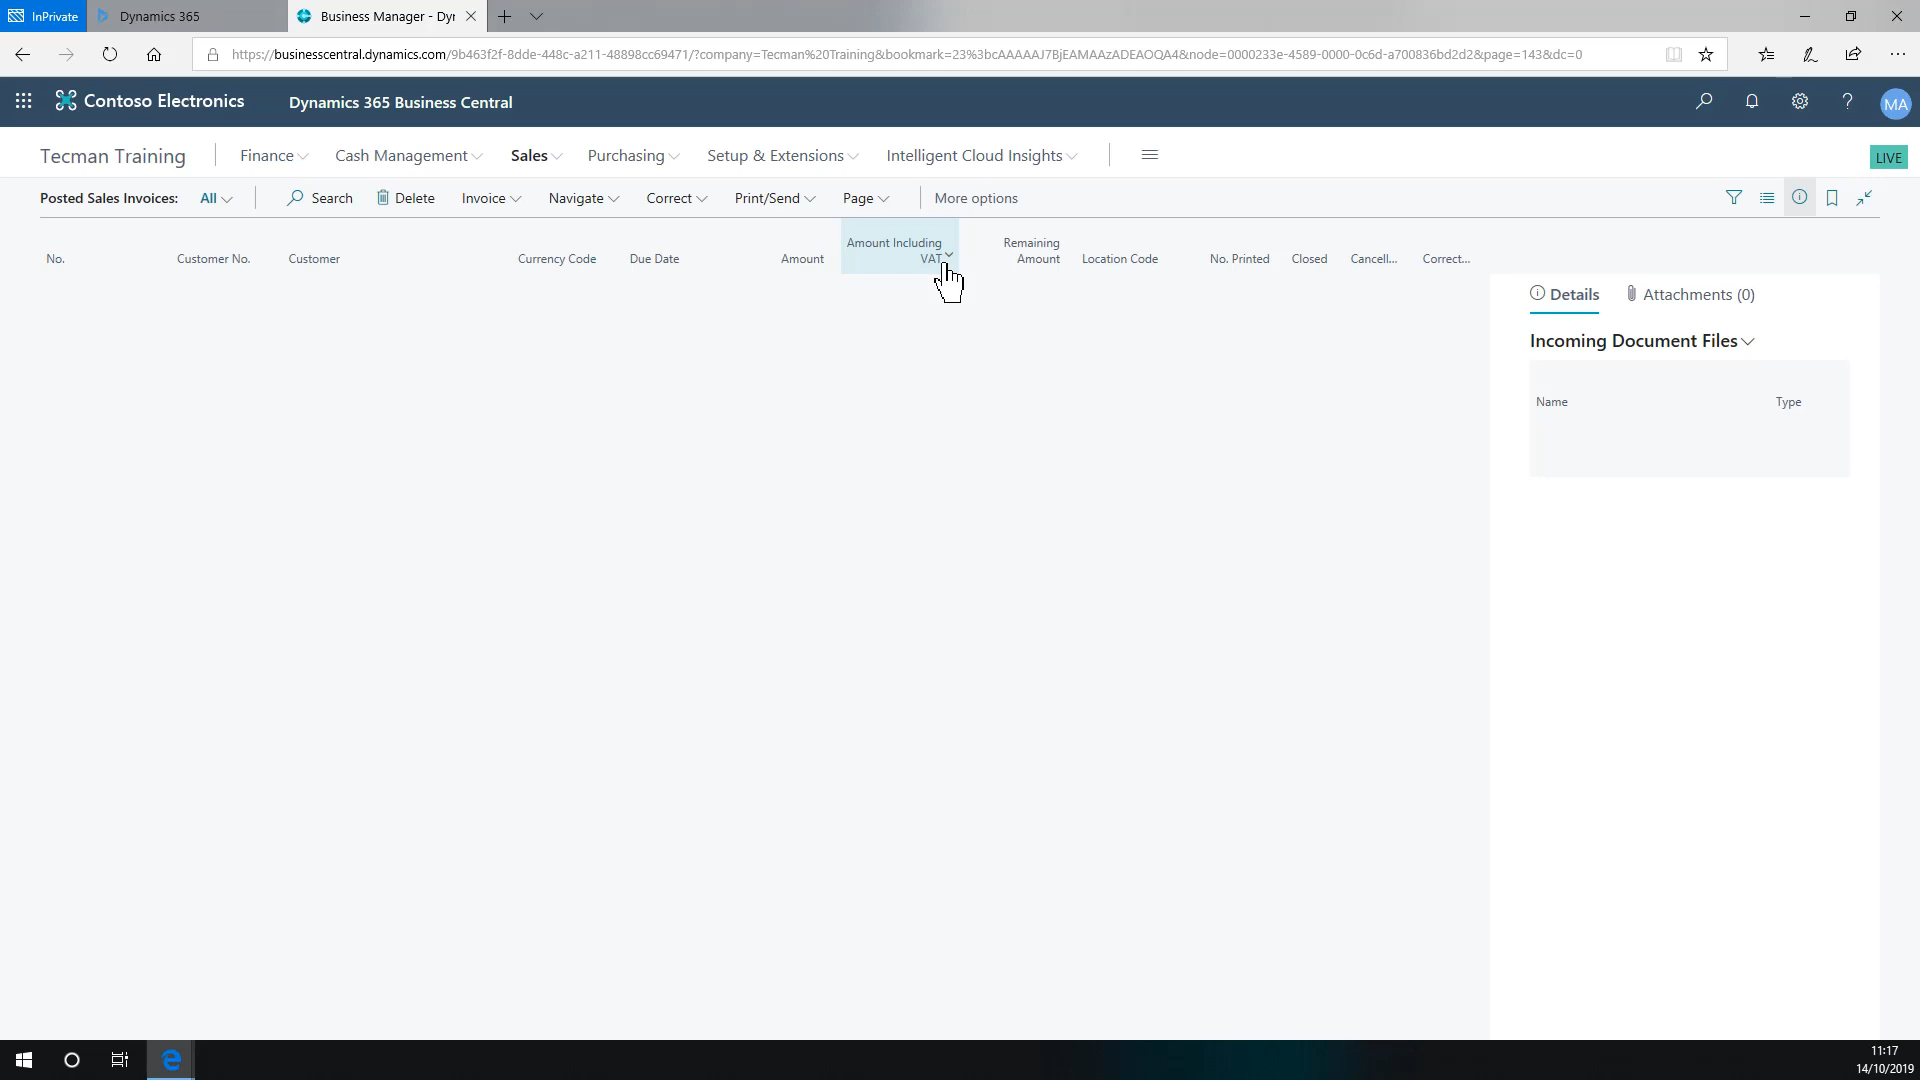 InPrivate
Dynamics 365
Business Manager - Dyr
https://businesscentral.dynamics.com/9b463f2f-8dde-448c-a211-48898cc69471/?company=Tecman%20Training&bookmark=23%3bcAAAAAJ7BjEAMAAzADEAOQA4&node=0000233e-4589-0000-0c6d-a700836bd2d2&page=143&dc=0
Contoso Electronics
Dynamics 365 Business Central
MA
Tecman Training
Finance
Cash Management
Sales
Purchasing
Setup & Extensions
Intelligent Cloud Insights
LIVE
Posted Sales Invoices:
All
Search
Delete
Invoice
Navigate
Correct
Print/Send
Page
More options
No.
Customer No.
Customer
Currency Code
Due Date
Amount
Amount Including
VAT
Remaining
Amount
Location Code
No. Printed
Closed
Cancell...
Correct...
Details
Attachments (0)
Incoming Document Files
Name
Type
11:17
14/10/2019